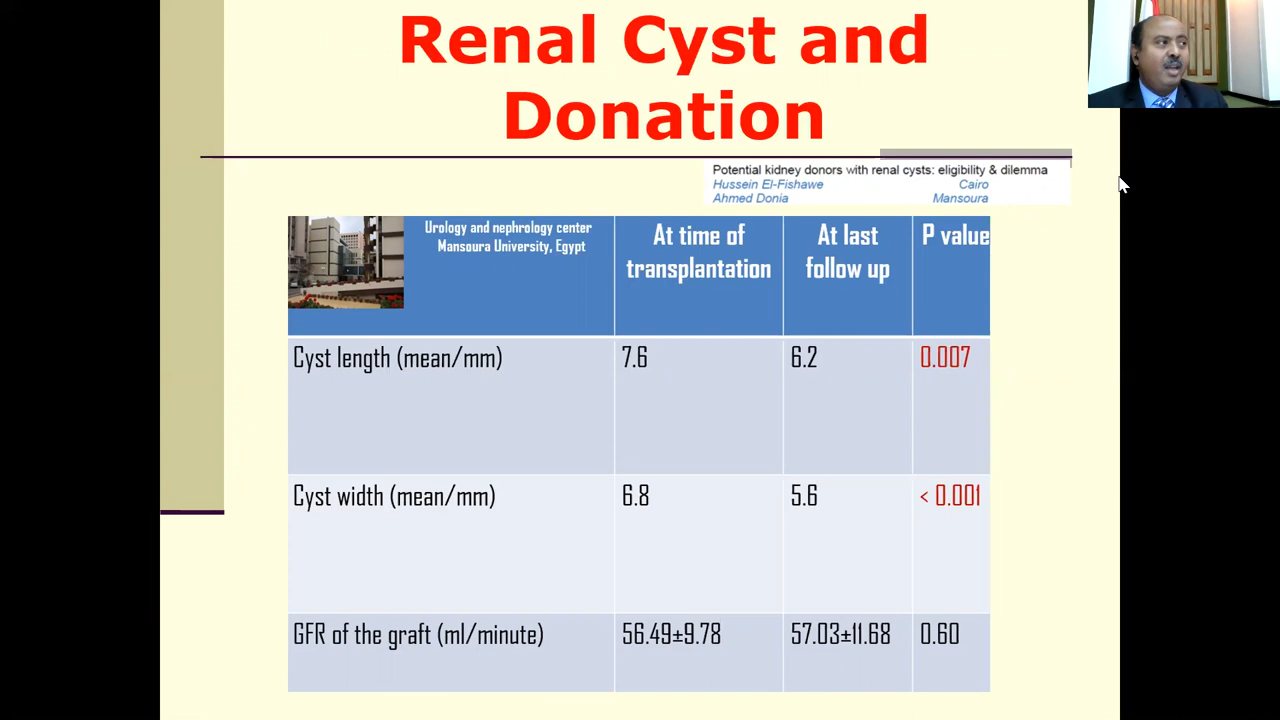 Renal Cyst and
Donation
Potential kidney donors with renal cysts: eligibility & dilemma
Hussein El-Fishawe Cairo
Ahmed Donia Mansoura
Urology and nephrology center
Mansoura University, Egypt
At time of
transplantation
At last
follow up
P value
Cyst length (mean/mm) 7.6 6.2 0.007
Cyst width (mean/mm) 6.8 5.6 < 0.001
GFR of the graft (ml/minute) 56.49±9.78 57.03±11.68 0.60